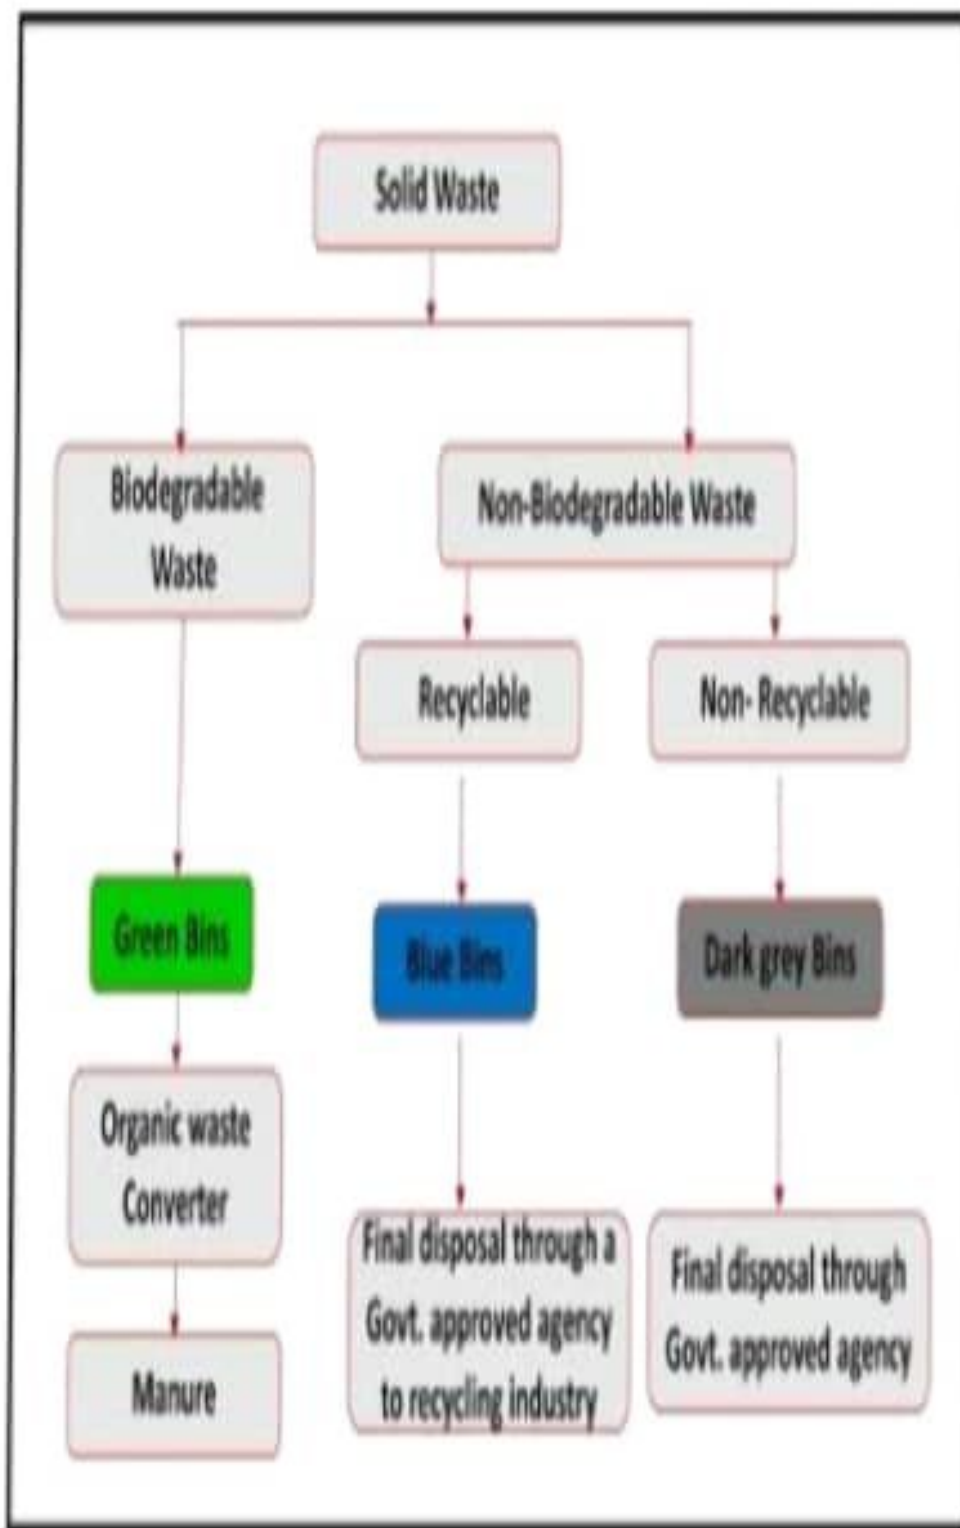 Solid Waste
Biodegradable
Waste
Non-Biodegradable Waste
Recyclable
Non- Recyclable
Green Bins
Blue Bins
Dark grey Bins
Organic waste
Converter
Manure
Final disposal through a
Govt. approved agency
to recycling industry
Final disposal through
Govt. approved agency